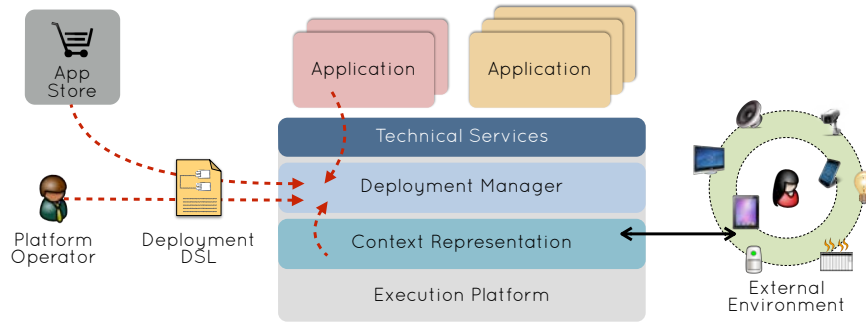 App
Store
Application
Application
Technical Services
Deployment Manager
Platform
Operator
Deployment
DSL
Context Representation
Execution Platform
External
Environment